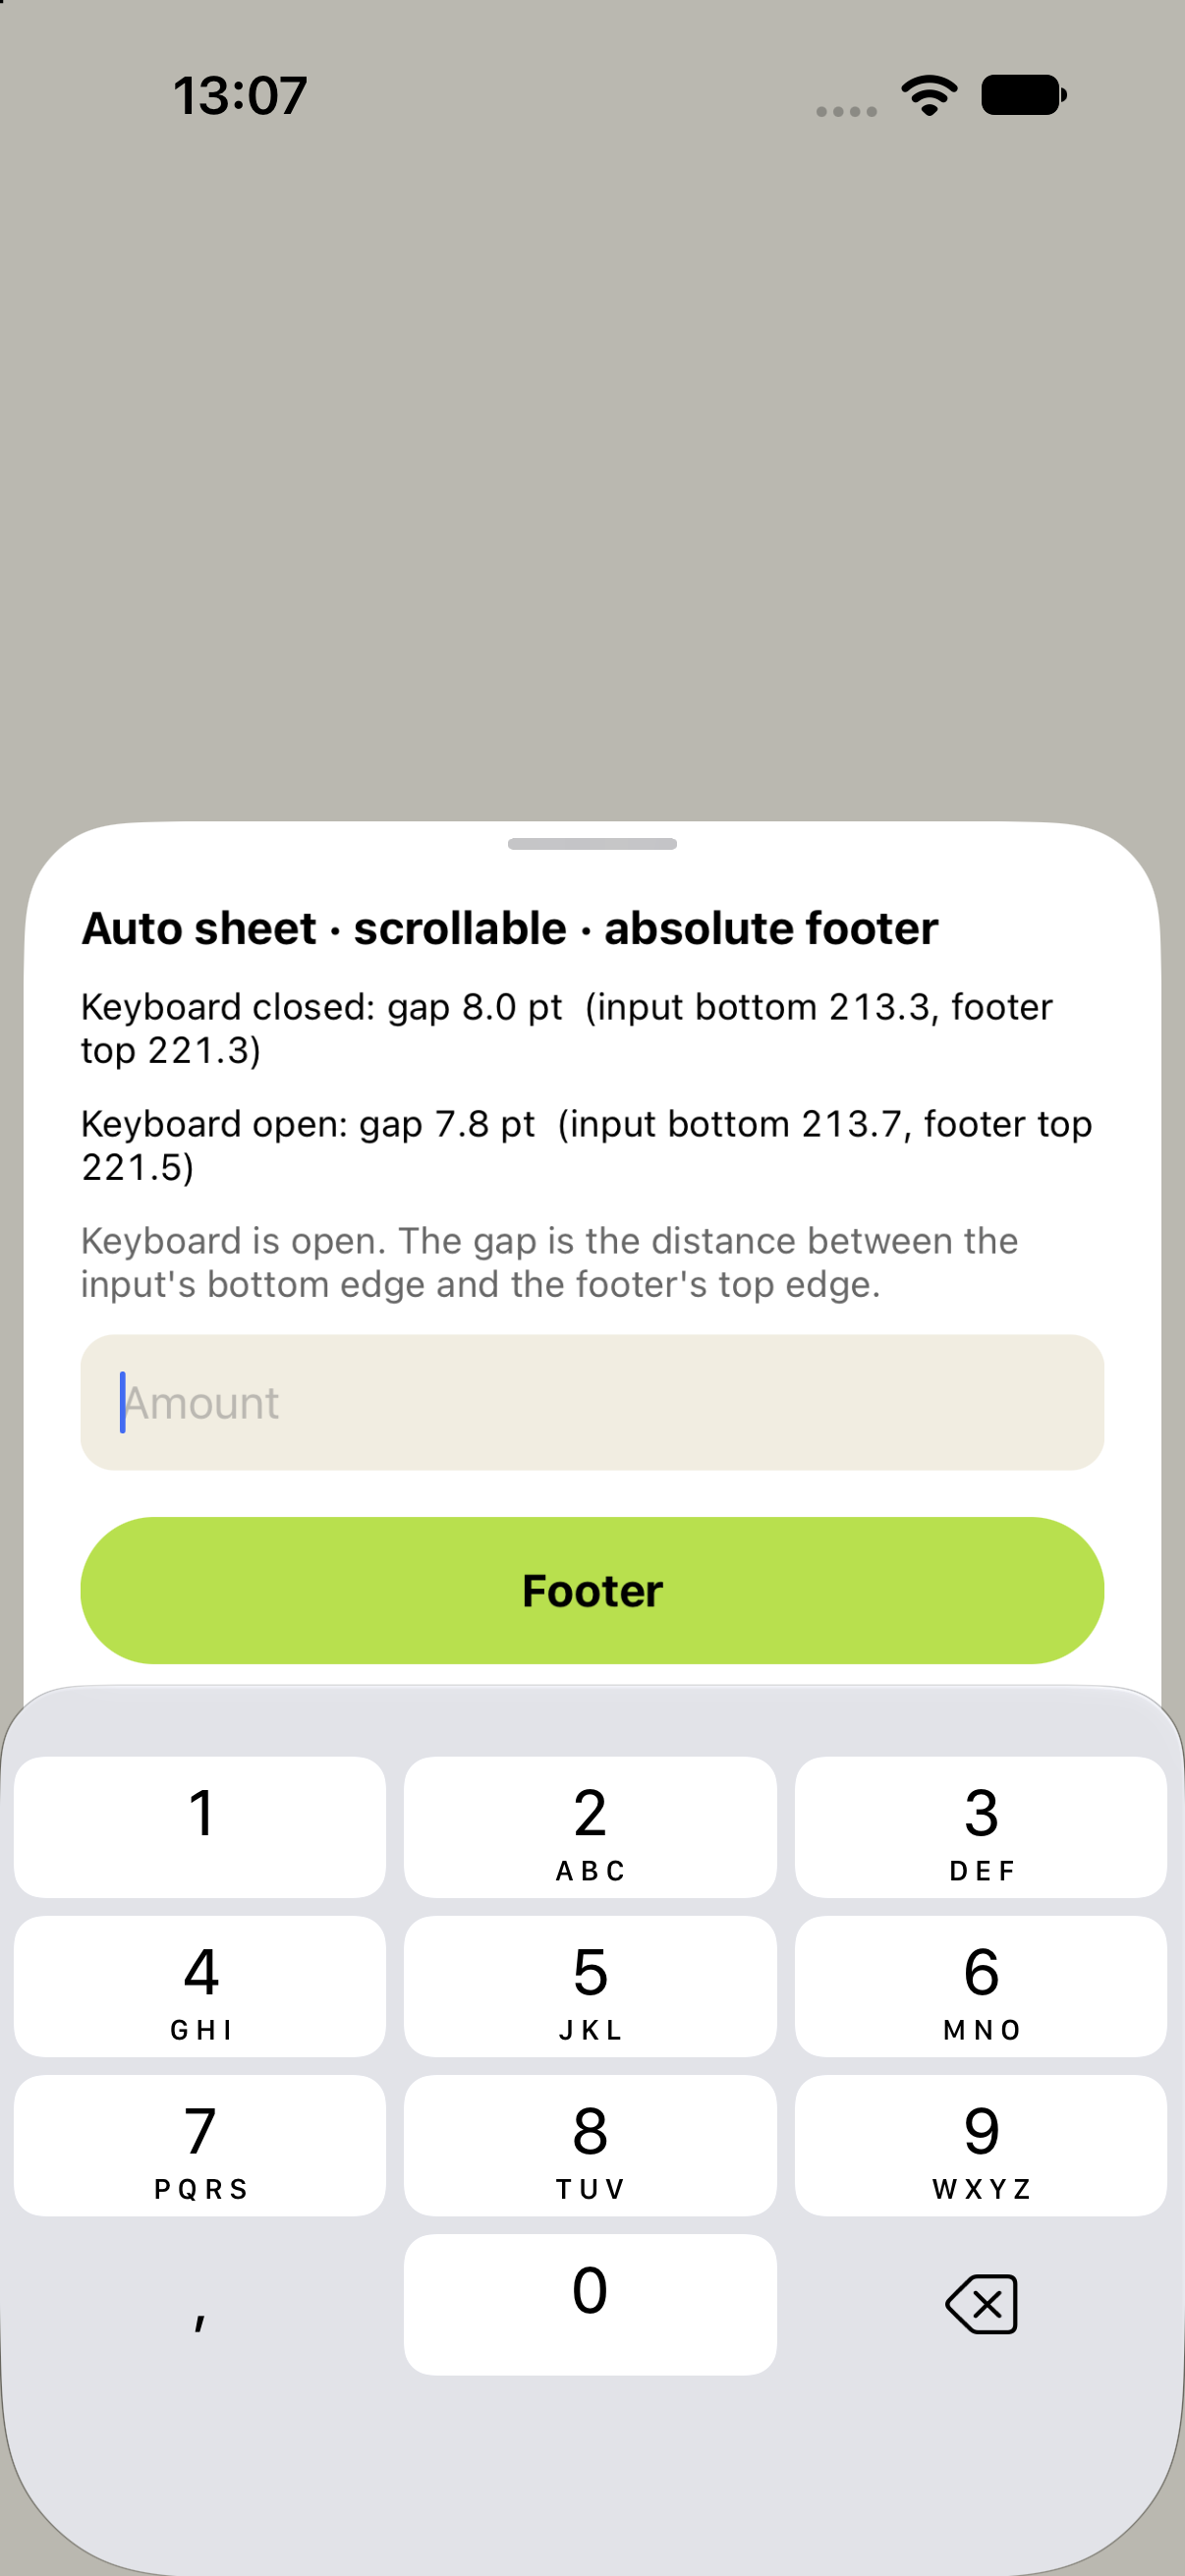 13:07
Auto sheet · scrollable · absolute footer
Keyboard closed: gap 8.0 pt  (input bottom 213.3, footer
top 221.3)
Keyboard open: gap 7.8 pt  (input bottom 213.7, footer top
221.5)
Keyboard is open. The gap is the distance between the
input's bottom edge and the footer's top edge.
Amount
Footer
1 2 3
ABC DEF
4 5 6
GHI JKL MNO
7 8 9
PQRS TUV WXYZ
, 0